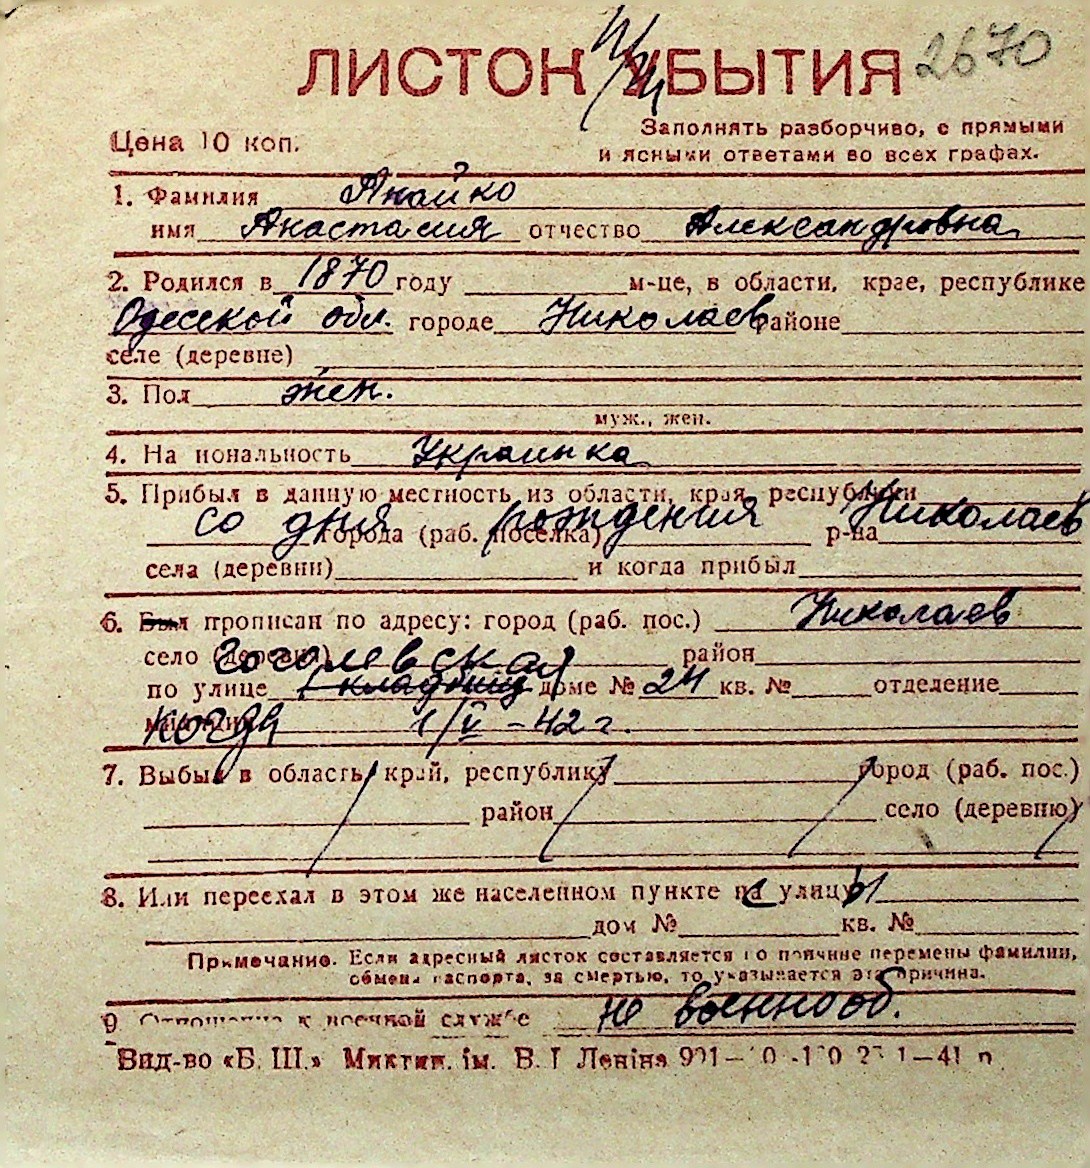 ЛИСТОК УБЫТИЯ 2670
Цена 10 коп.
Заполнять разборчиво, с прямыми
и ясными ответами во всех графах.
1. Фамилия Анайко
имя Анастасия отчество Александровна
2. Родился в 1870 году м-це, в области, крае, республике
Одесской обл. городе Николаев районе
селе (деревне)
3. Пол жен.
муж., жен.
4. На иональность Украинка
5. Прибыл в данную местность из области, края, республики
со дня рождения Николаев
города (раб. поселка) р-на
села (деревни) и когда прибыл
6. Был прописан по адресу: город (раб. пос.) Николаев
село (деревня) Гоголевская район
по улице кладбищ доме № 24 кв. № отделение
милиции когда 1/V – 42 г.
7. Выбыл в область, край, республику город (раб. пос.)
район село (деревню)
8. Или переехал в этом же населенном пункте на улицу
дом № кв. №
Примечание. Если адресный листок составляется по причине перемены фамилии,
обмена паспорта, за смертью, то указывается эта причина.
9 Отношение к военной службе не военнооб.
Вид-во «Б. Ш.» Микпин. ім. В. І Леніна